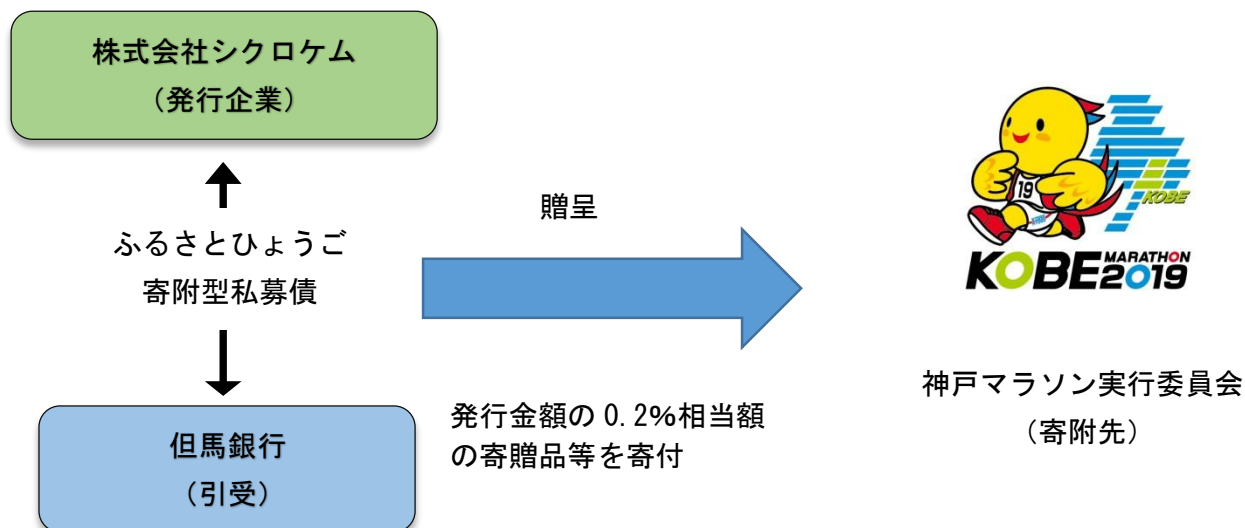 株式会社シクロケム
(発行企業)
ふるさとひょうご
寄附型私募債
但馬銀行
(引受)
贈呈
発行金額の 0.2%相当額
の寄贈品等を寄付
19
KOBE
KOBE MARATHON 2019
神戸マラソン実行委員会
(寄附先)